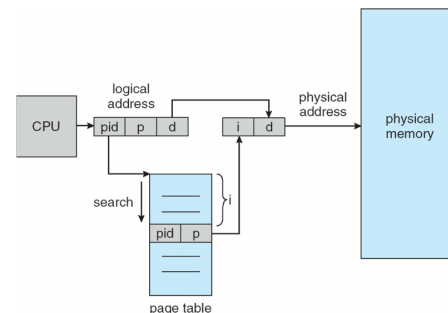 logical
address
physical
address
CPU
pid p d
i d
physical
memory
search
i
pid p
page table